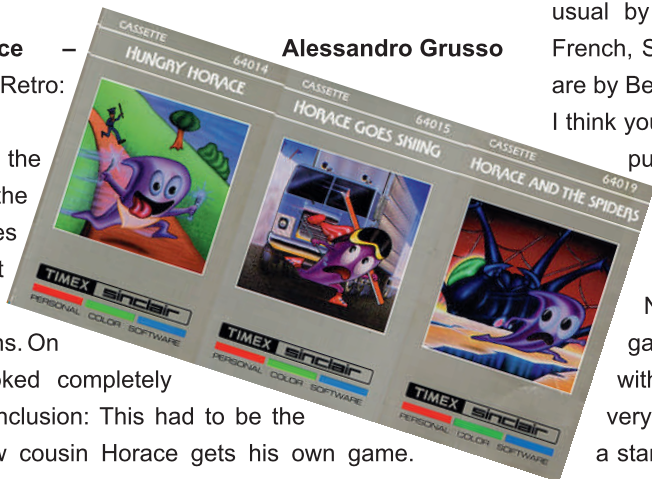 ce –
Retro:
the
the
es
t
ns. On
oked completely
nclusion: This had to be the
w cousin Horace gets his own game.
Alessandro Grusso
CASSETTE 64014
HUNGRY HORACE
TIMEX sinclair
PERSONAL COLOR SOFTWARE
CASSETTE 64015
HORACE GOES SKIING
TIMEX sinclair
PERSONAL COLOR SOFTWARE
CASSETTE 64019
HORACE AND THE SPIDERS
TIMEX sinclair
PERSONAL COLOR SOFTWARE
usual by
French, S
are by Be
I think you
pu
N
ga
with
very
a star